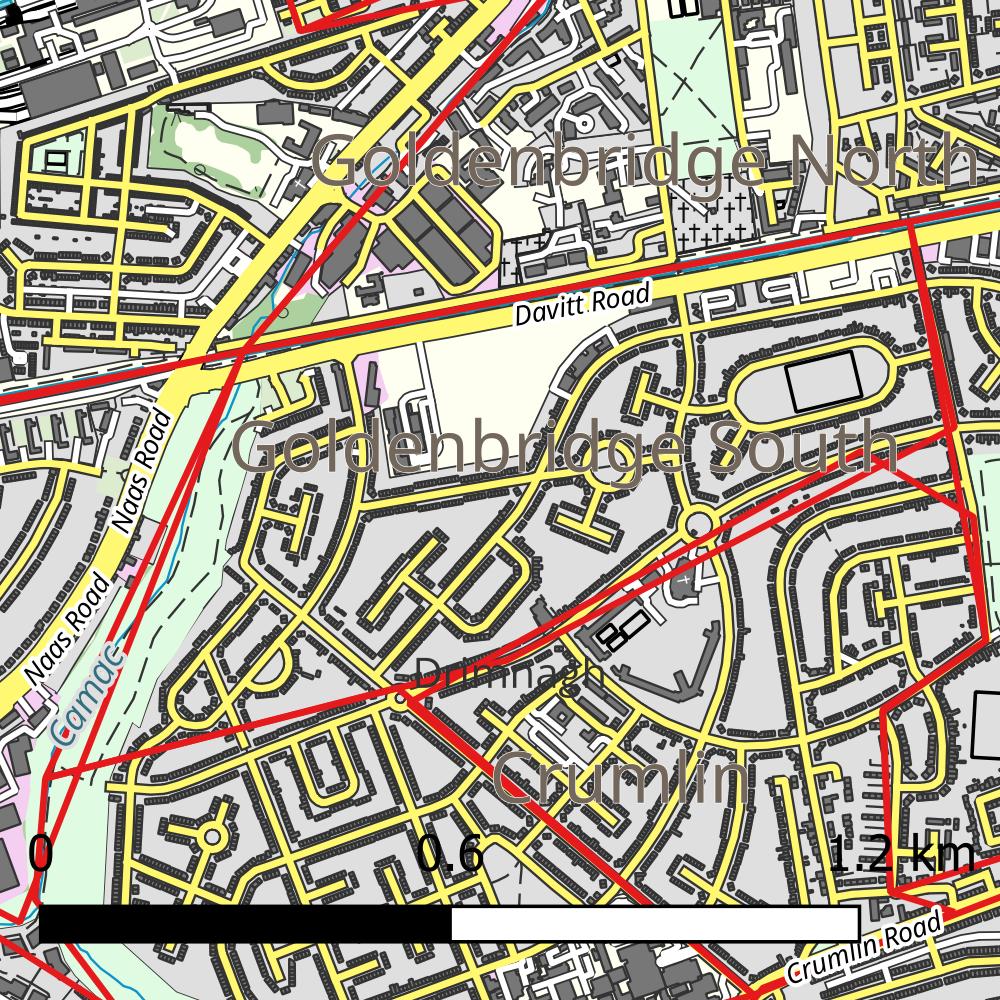 Goldenbridge North
Davitt Road
Goldenbridge South
Naas Road
Naas Road
Camac
Drimnagh
Crumlin
0 0.6 1.2 km
Crumlin Road